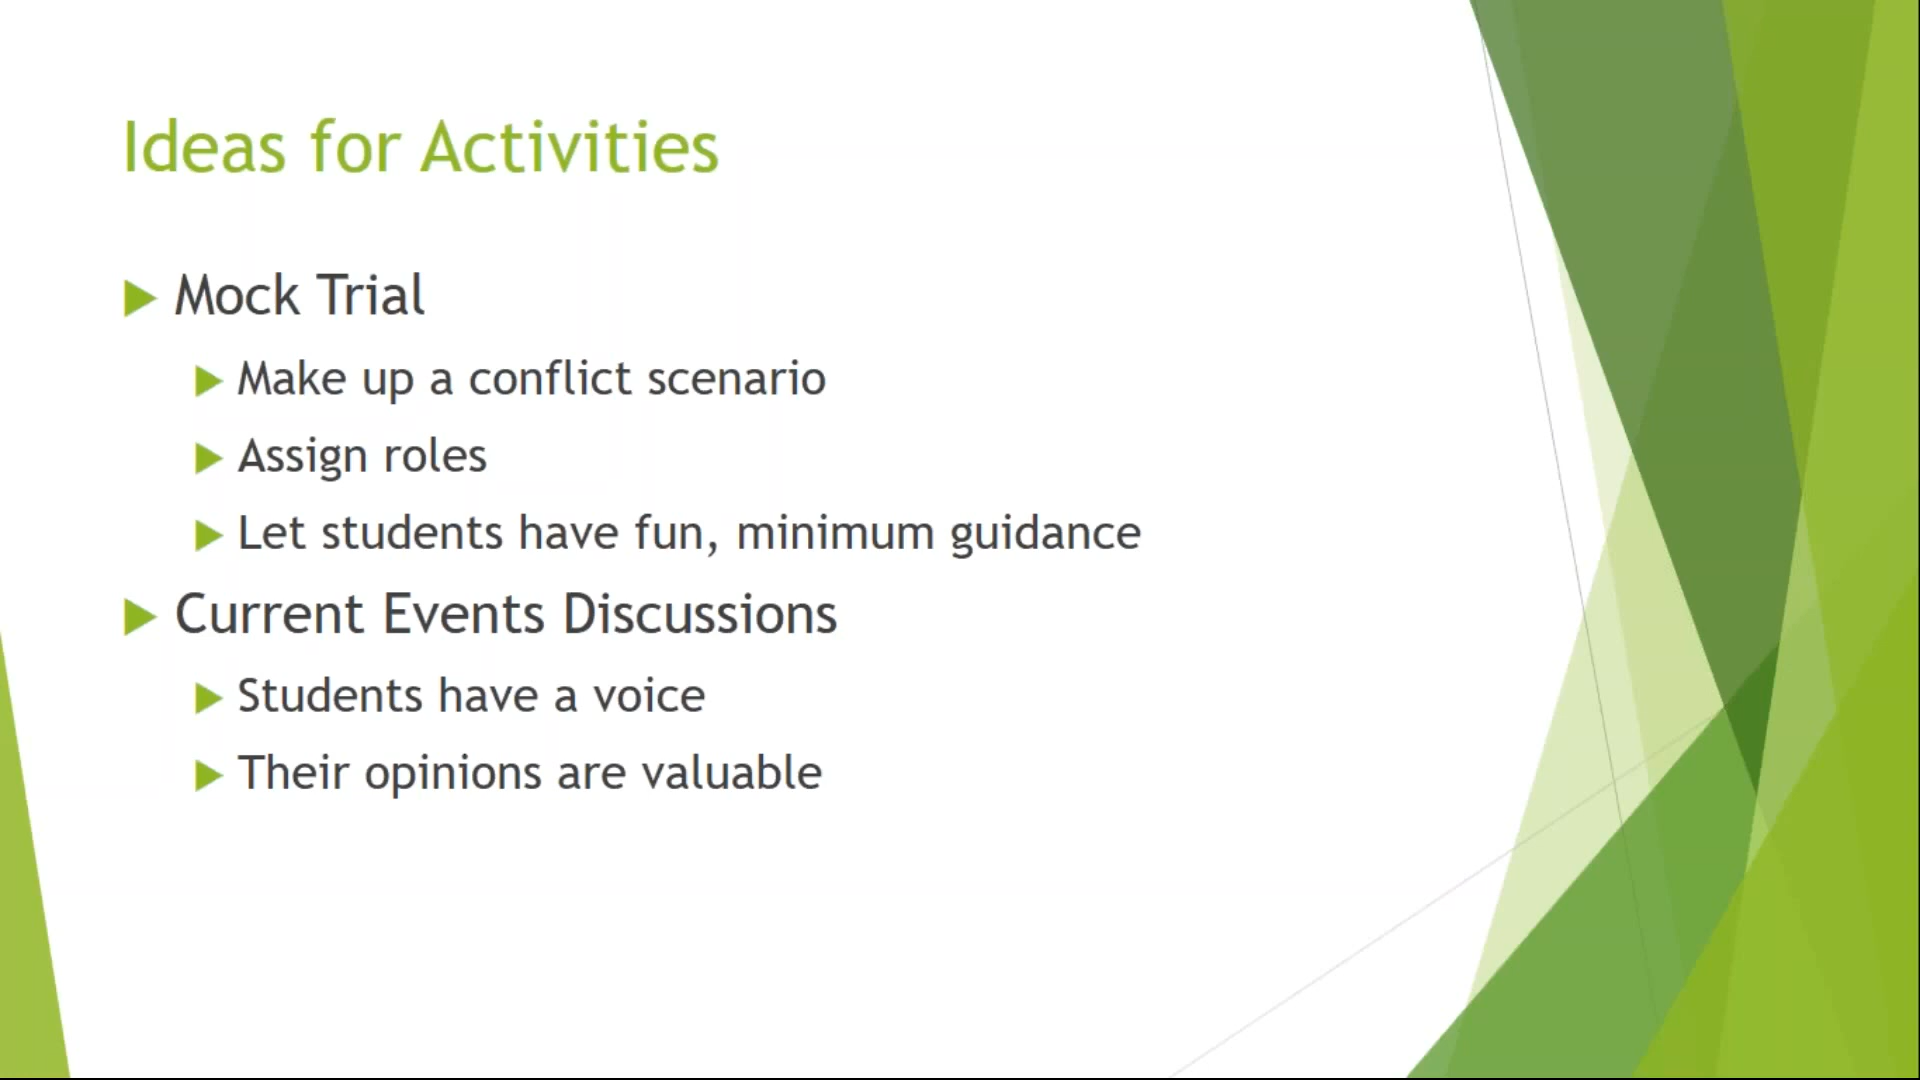 Ideas for Activities
Mock Trial
Make up a conflict scenario
Assign roles
Let students have fun, minimum guidance
Current Events Discussions
Students have a voice
Their opinions are valuable